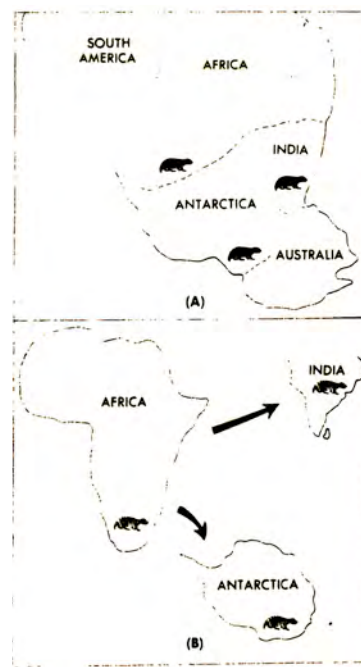 SOUTH
AMERICA
AFRICA
INDIA
ANTARCTICA
AUSTRALIA
(A)
INDIA
AFRICA
ANTARCTICA
(B)